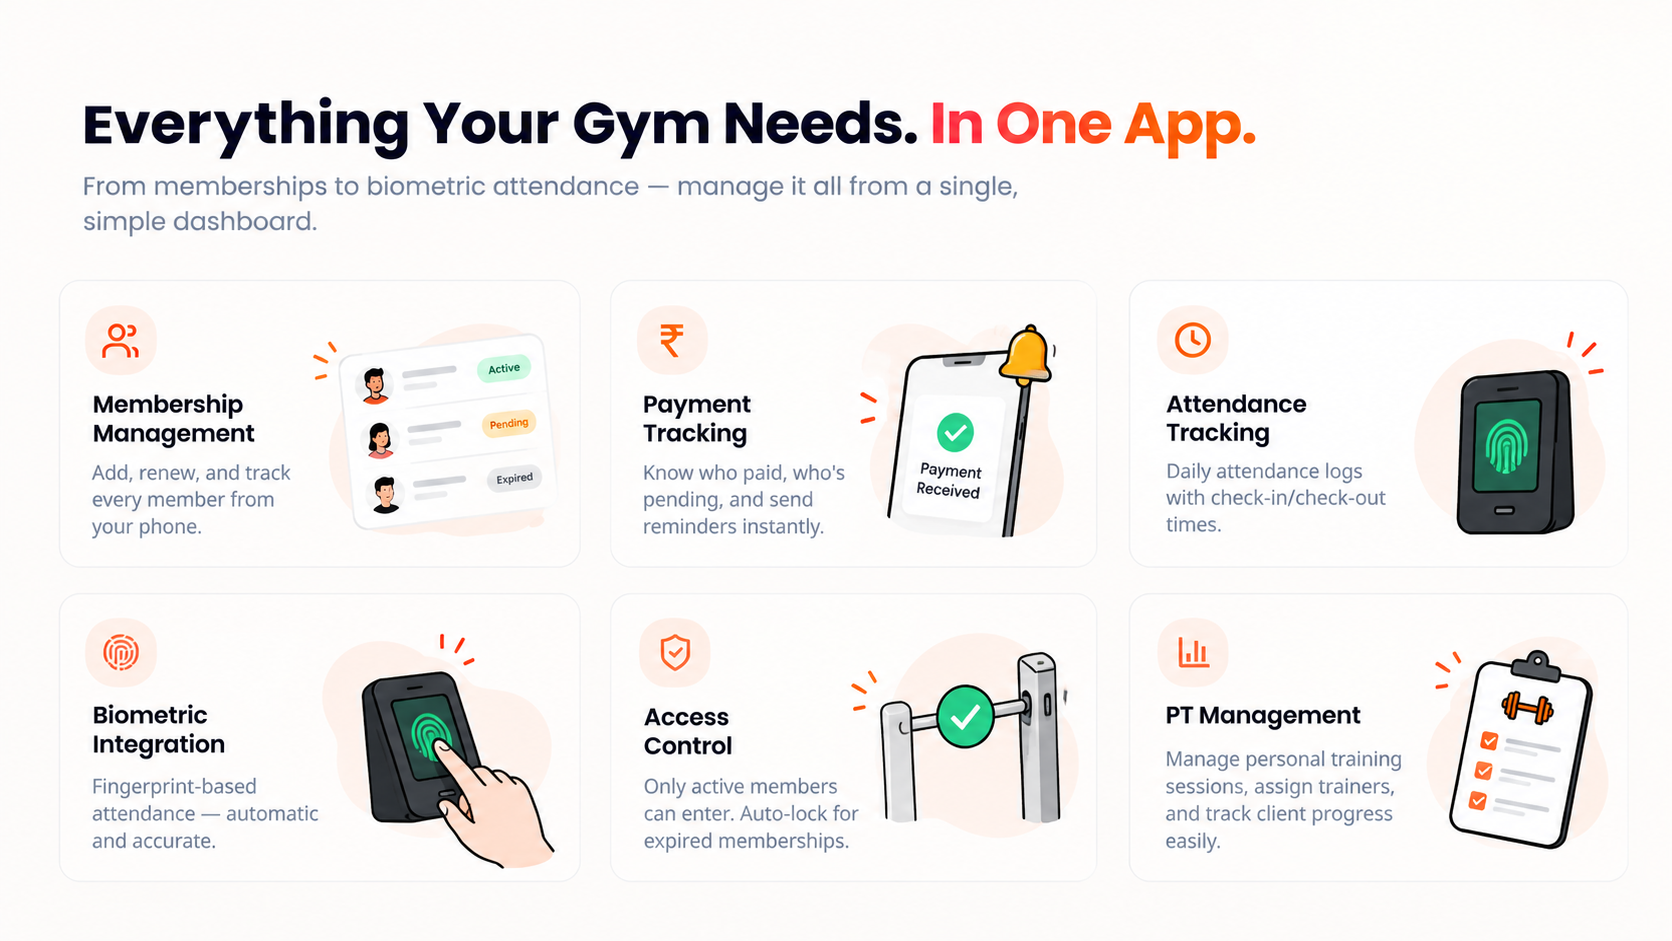 Everything Your Gym Needs. In One App.
From memberships to biometric attendance — manage it all from a single,
simple dashboard.
Membership
Management
Add, renew, and track
every member from
your phone.
Active
Pending
Expired
₹
Payment
Tracking
Know who paid, who's
pending, and send
reminders instantly.
Payment
Received
Attendance
Tracking
Daily attendance logs
with check-in/check-out
times.
Biometric
Integration
Fingerprint-based
attendance — automatic
and accurate.
Access
Control
Only active members
can enter. Auto-lock for
expired memberships.
PT Management
Manage personal training
sessions, assign trainers,
and track client progress
easily.